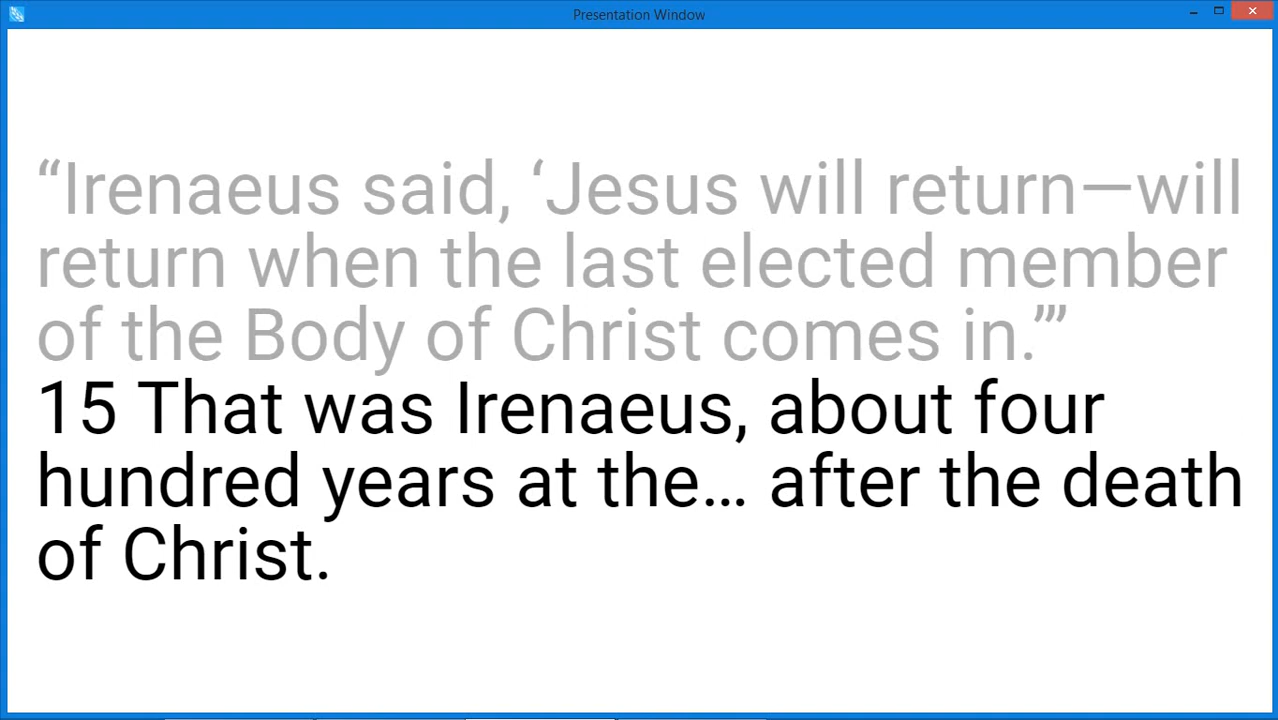 Presentation Window
“Irenaeus said, ‘Jesus will return—will
return when the last elected member
of the Body of Christ comes in.’”
15 That was Irenaeus, about four
hundred years at the… after the death
of Christ.